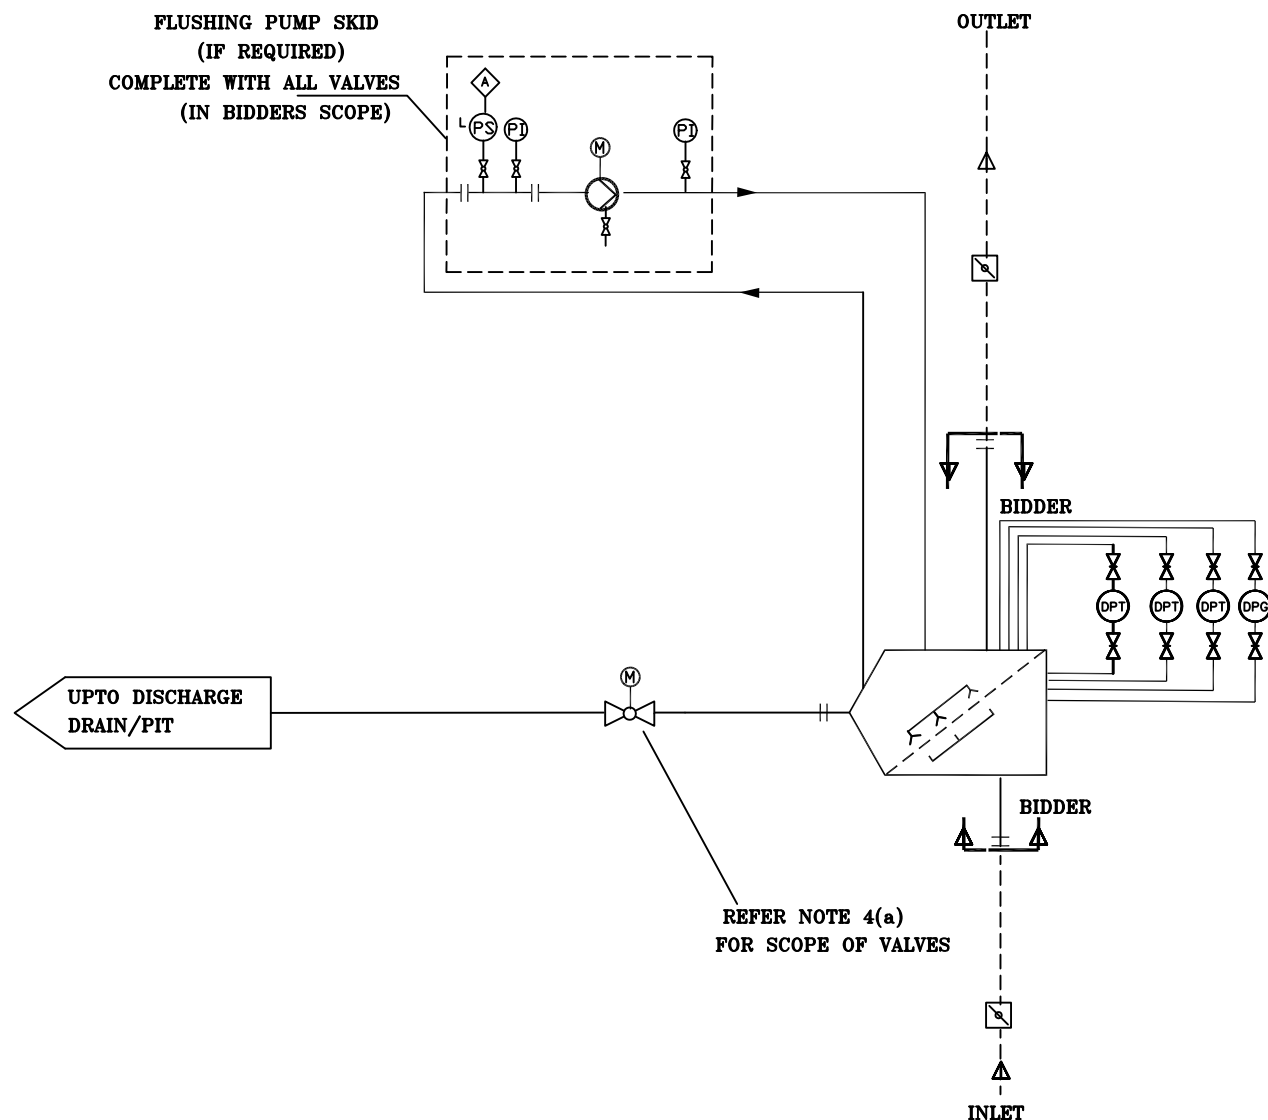 FLUSHING PUMP SKID
(IF REQUIRED)
COMPLETE WITH ALL VALVES
(IN BIDDERS SCOPE)
OUTLET
A
L PS PI
M
PI
BIDDER
DPT DPT DPT DPG
M
UPTO DISCHARGE
DRAIN/PIT
BIDDER
REFER NOTE 4(a)
FOR SCOPE OF VALVES
INLET